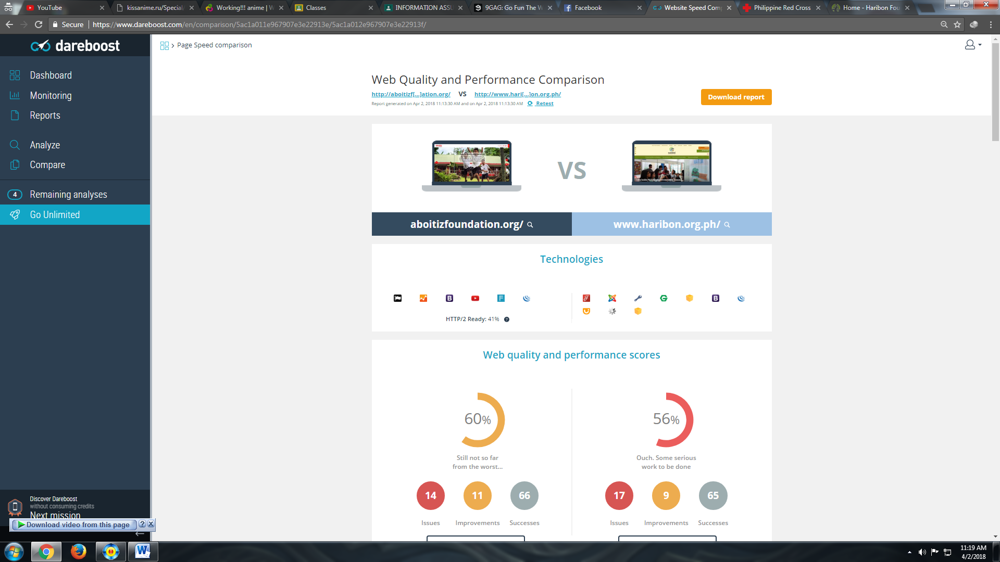 YouTube
kissanime.ru/Special
Working!!! anime | W
Classes
INFORMATION ASSU
9GAG: Go Fun The W
Facebook
Website Speed Comp
Philippine Red Cross
Home - Haribon Fou
Secure
https://www.dareboost.com/en/comparison/5ac1a011e967907e3e22913e/5ac1a012e967907e3e22913f/
dareboost
Page Speed comparison
Dashboard
Monitoring
Reports
Analyze
Compare
4 Remaining analyses
Go Unlimited
Web Quality and Performance Comparison
http://aboitizf[...]ation.org/ VS http://www.hari[...]on.org.ph/
Report generated on Apr 2, 2018 11:13:30 AM and on Apr 2, 2018 11:13:30 AM Retest
Download report
VS
aboitizfoundation.org/
www.haribon.org.ph/
Technologies
HTTP/2 Ready: 41%
Web quality and performance scores
60%
Still not so far
from the worst...
14 11 66
Issues Improvements Successes
56%
Ouch. Some serious
work to be done
17 9 65
Issues Improvements Successes
Discover Dareboost
without consuming credits
Next mission
Download video from this page
11:19 AM
4/2/2018